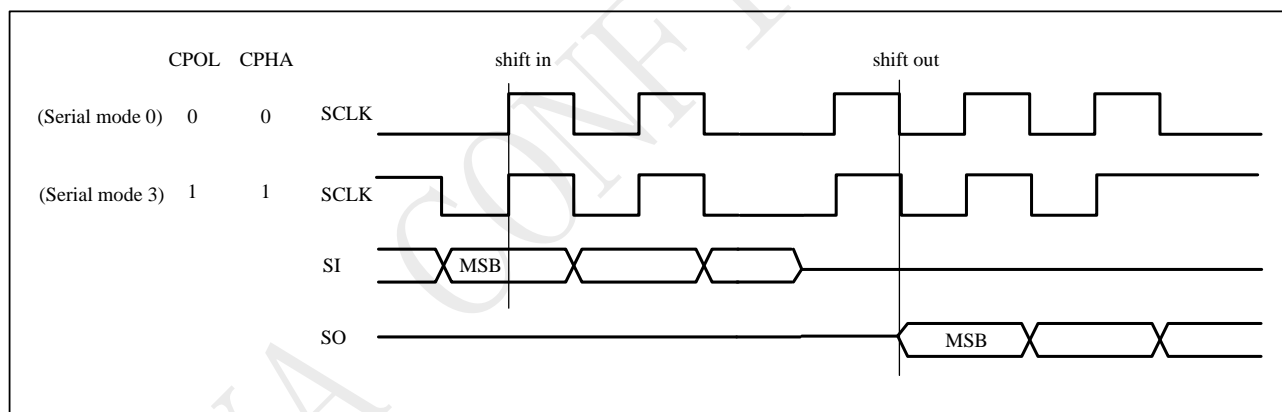 CPOL CPHA shift in shift out
(Serial mode 0) 0 0 SCLK
(Serial mode 3) 1 1 SCLK
SI MSB
SO MSB